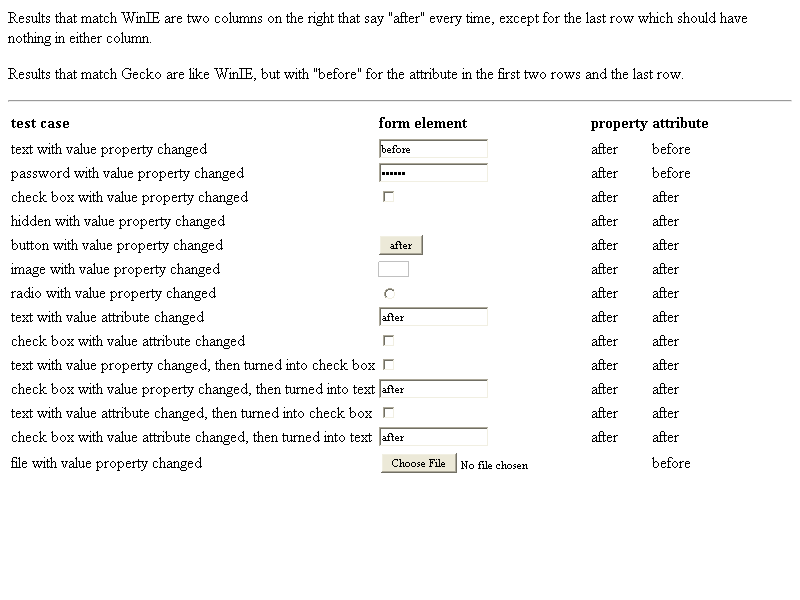 Results that match WinIE are two columns on the right that say "after" every time, except for the last row which should have
nothing in either column.
Results that match Gecko are like WinIE, but with "before" for the attribute in the first two rows and the last row.
test case form element property attribute
text with value property changed before after before
password with value property changed •••••• after before
check box with value property changed after after
hidden with value property changed after after
button with value property changed after after after
image with value property changed after after
radio with value property changed after after
text with value attribute changed after after after
check box with value attribute changed after after
text with value property changed, then turned into check box after after
check box with value property changed, then turned into text after after after
text with value attribute changed, then turned into check box after after
check box with value attribute changed, then turned into text after after after
file with value property changed Choose File No file chosen before